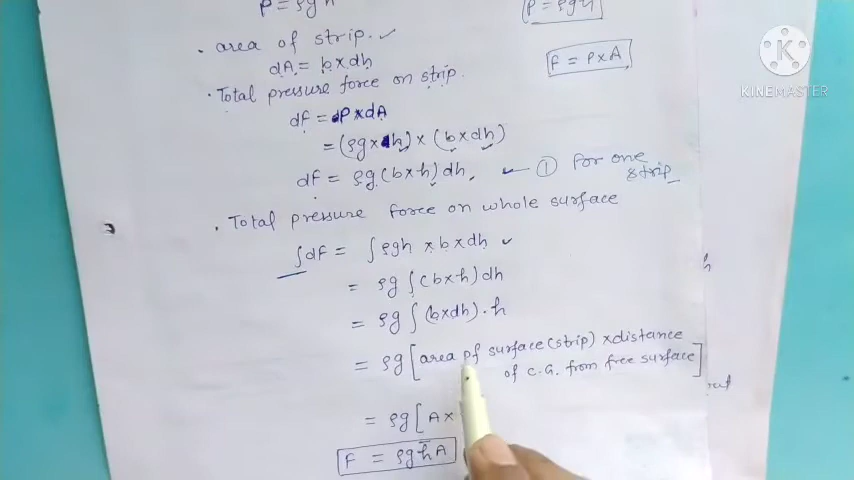 P = ρgh
P = ρgh
• area of strip. ✓
dA = b×dh
F = P×A
• Total pressure force on strip.
df = P×dA
= (ρg×h) × (b×dh)
df = ρg(b×h)dh. — ① For one strip
• Total pressure force on whole surface
∫df = ∫ρgh × b×dh ✓
= ρg ∫(b×h)dh
= ρg ∫(b×dh)·h
= ρg [area of surface (strip) × distance
of C.G. from free surface]
= ρg [A×
F = ρgh̄A
K
KINEMASTER